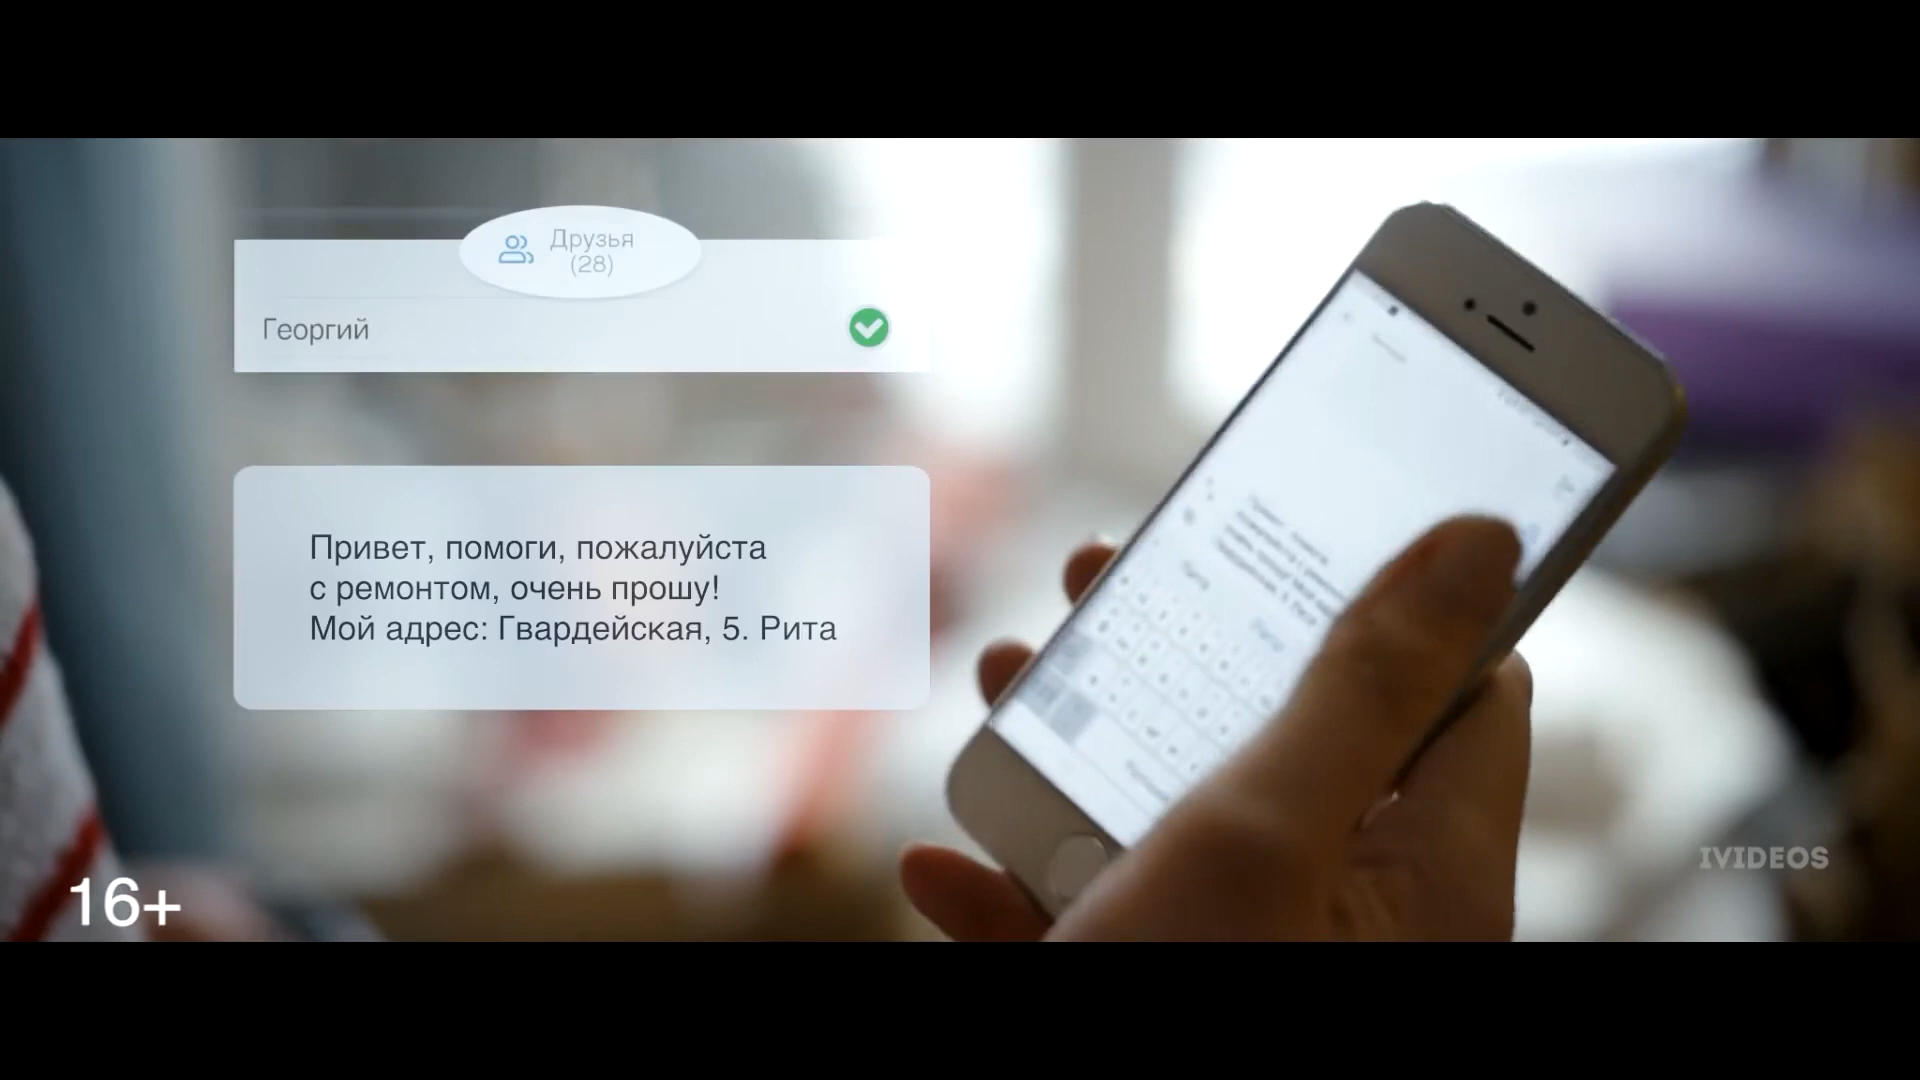 Друзья
(28)
Георгий
Привет, помоги, пожалуйста
с ремонтом, очень прошу!
Мой адрес: Гвардейская, 5. Рита
IVIDEOS
16+